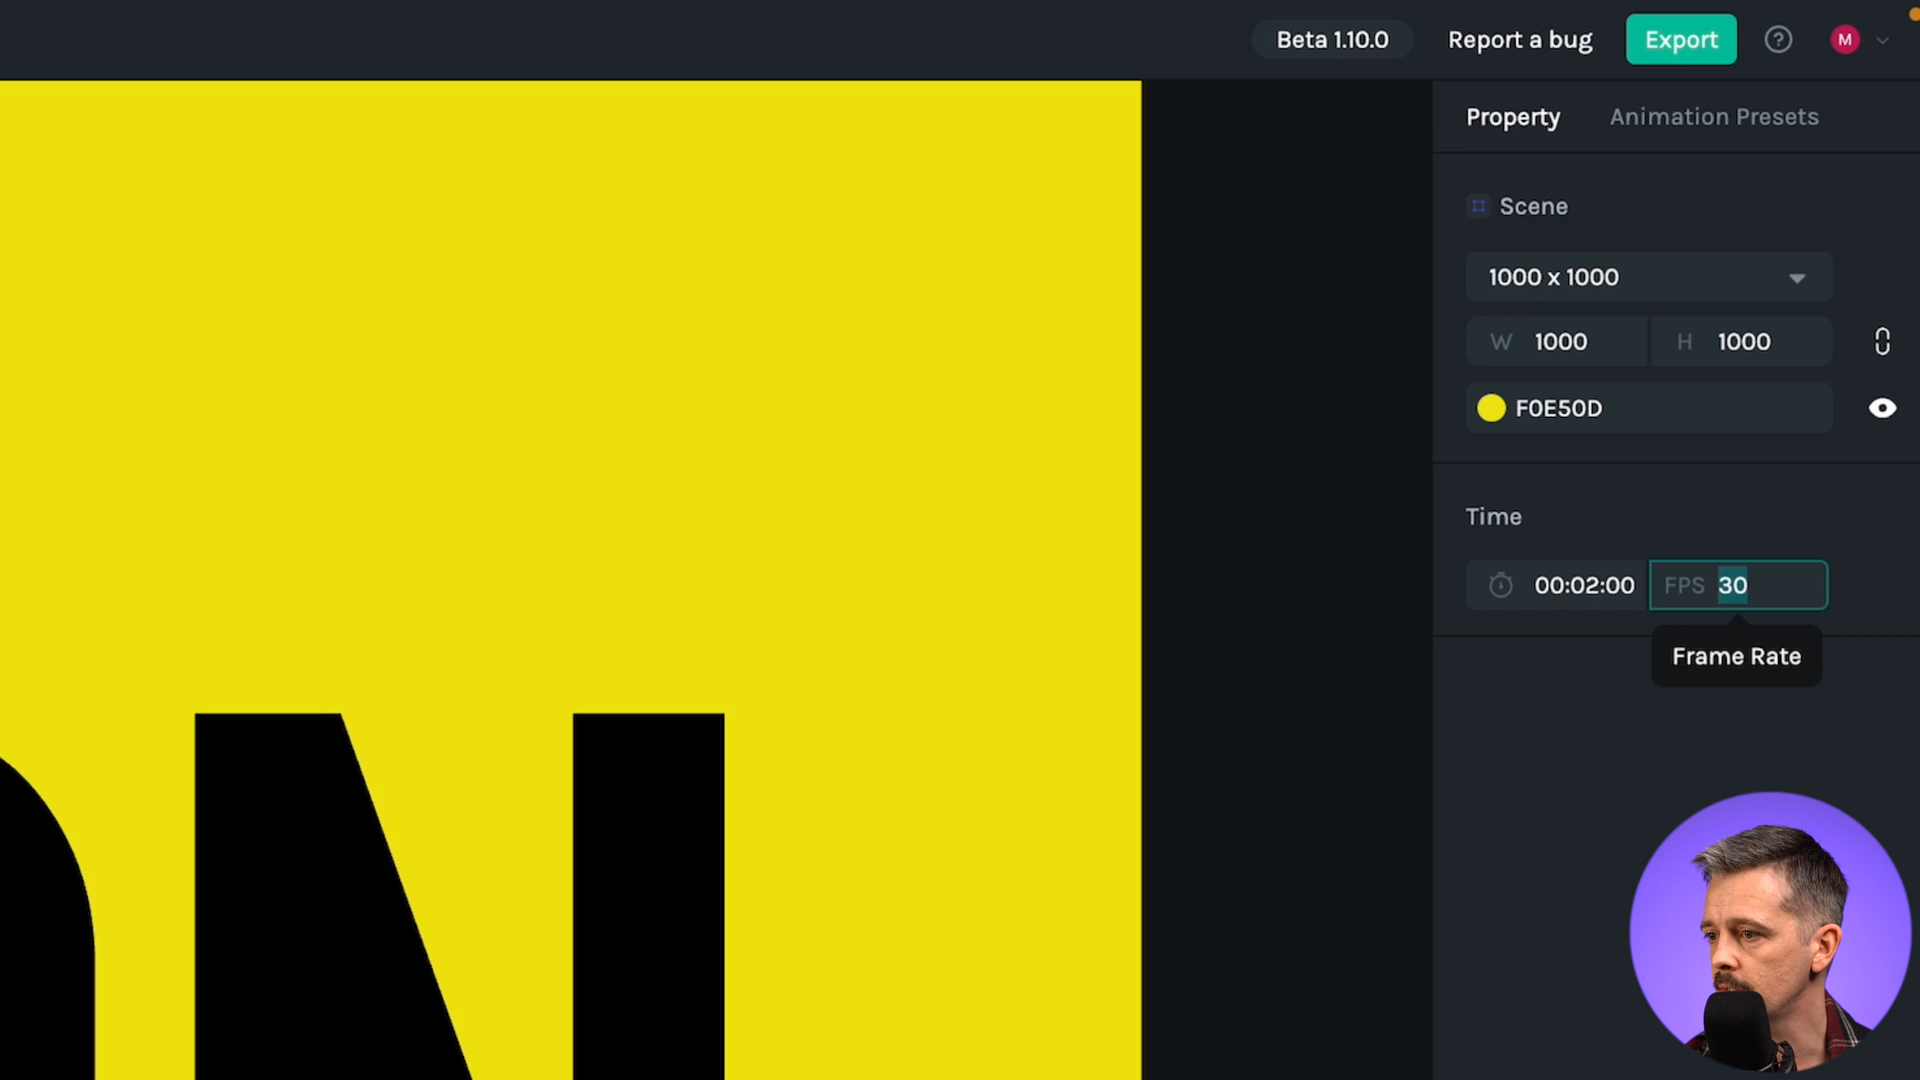 Beta 1.10.0 Report a bug Export ? M
Property Animation Presets
Scene
1000 x 1000
W 1000 H 1000
F0E50D
Time
00:02:00 FPS 30
Frame Rate
N